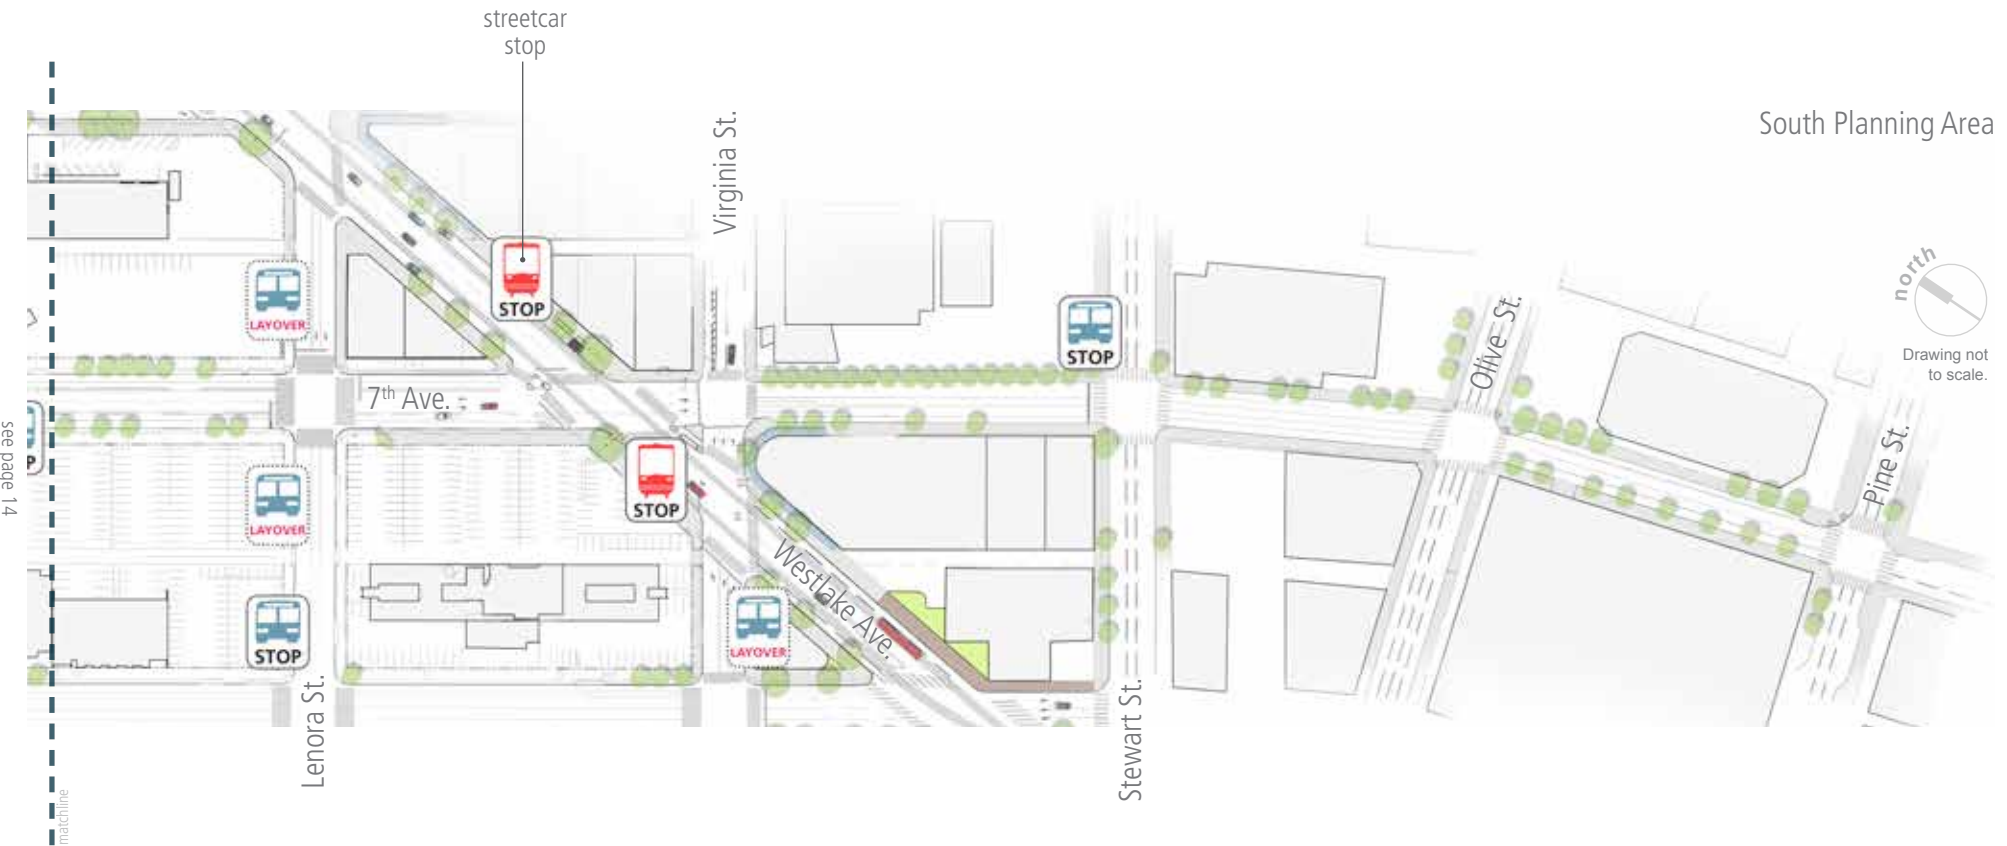 streetcar
stop
South Planning Area
Virginia St.
STOP
LAYOVER
STOP
north
Drawing not
to scale.
Olive St.
7th Ave.
see page 14
P
Pine St.
LAYOVER
STOP
Westlake Ave.
STOP
LAYOVER
Lenora St.
Stewart St.
matchline